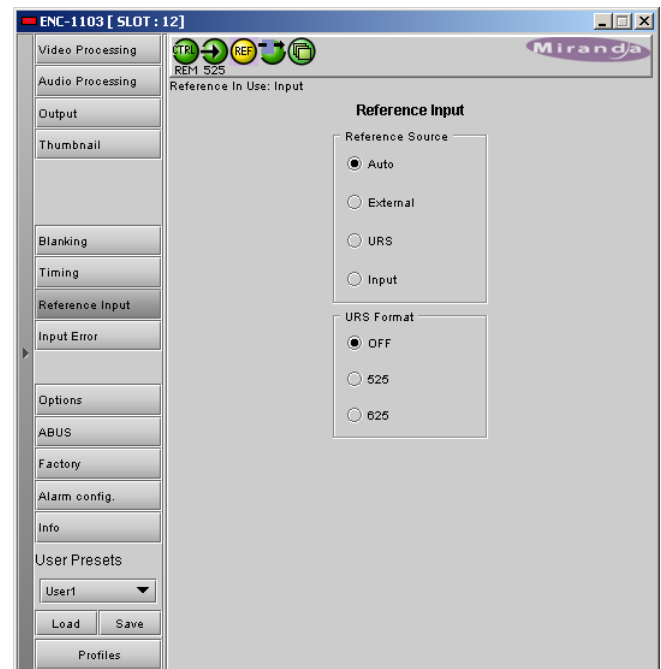 ENC-1103 [ SLOT : 12]
Video Processing
Audio Processing
Output
Thumbnail
Blanking
Timing
Reference Input
Input Error
Options
ABUS
Factory
Alarm config.
Info
User Presets
User1
Load Save
Profiles
CTRL REF
REM 525
Miranda
Reference In Use: Input
Reference Input
Reference Source
Auto
External
URS
Input
URS Format
OFF
525
625